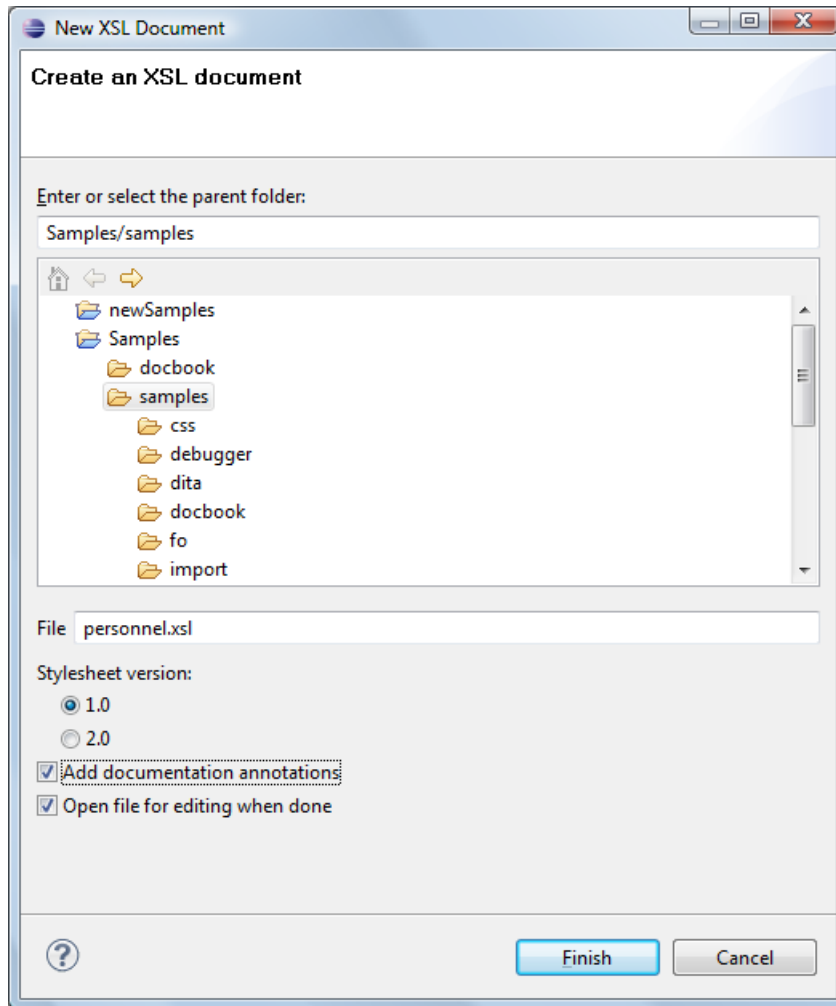 New XSL Document
Create an XSL document
Enter or select the parent folder:
Samples/samples
newSamples
Samples
docbook
samples
css
debugger
dita
docbook
fo
import
File personnel.xsl
Stylesheet version:
1.0
2.0
Add documentation annotations
Open file for editing when done
? Finish Cancel